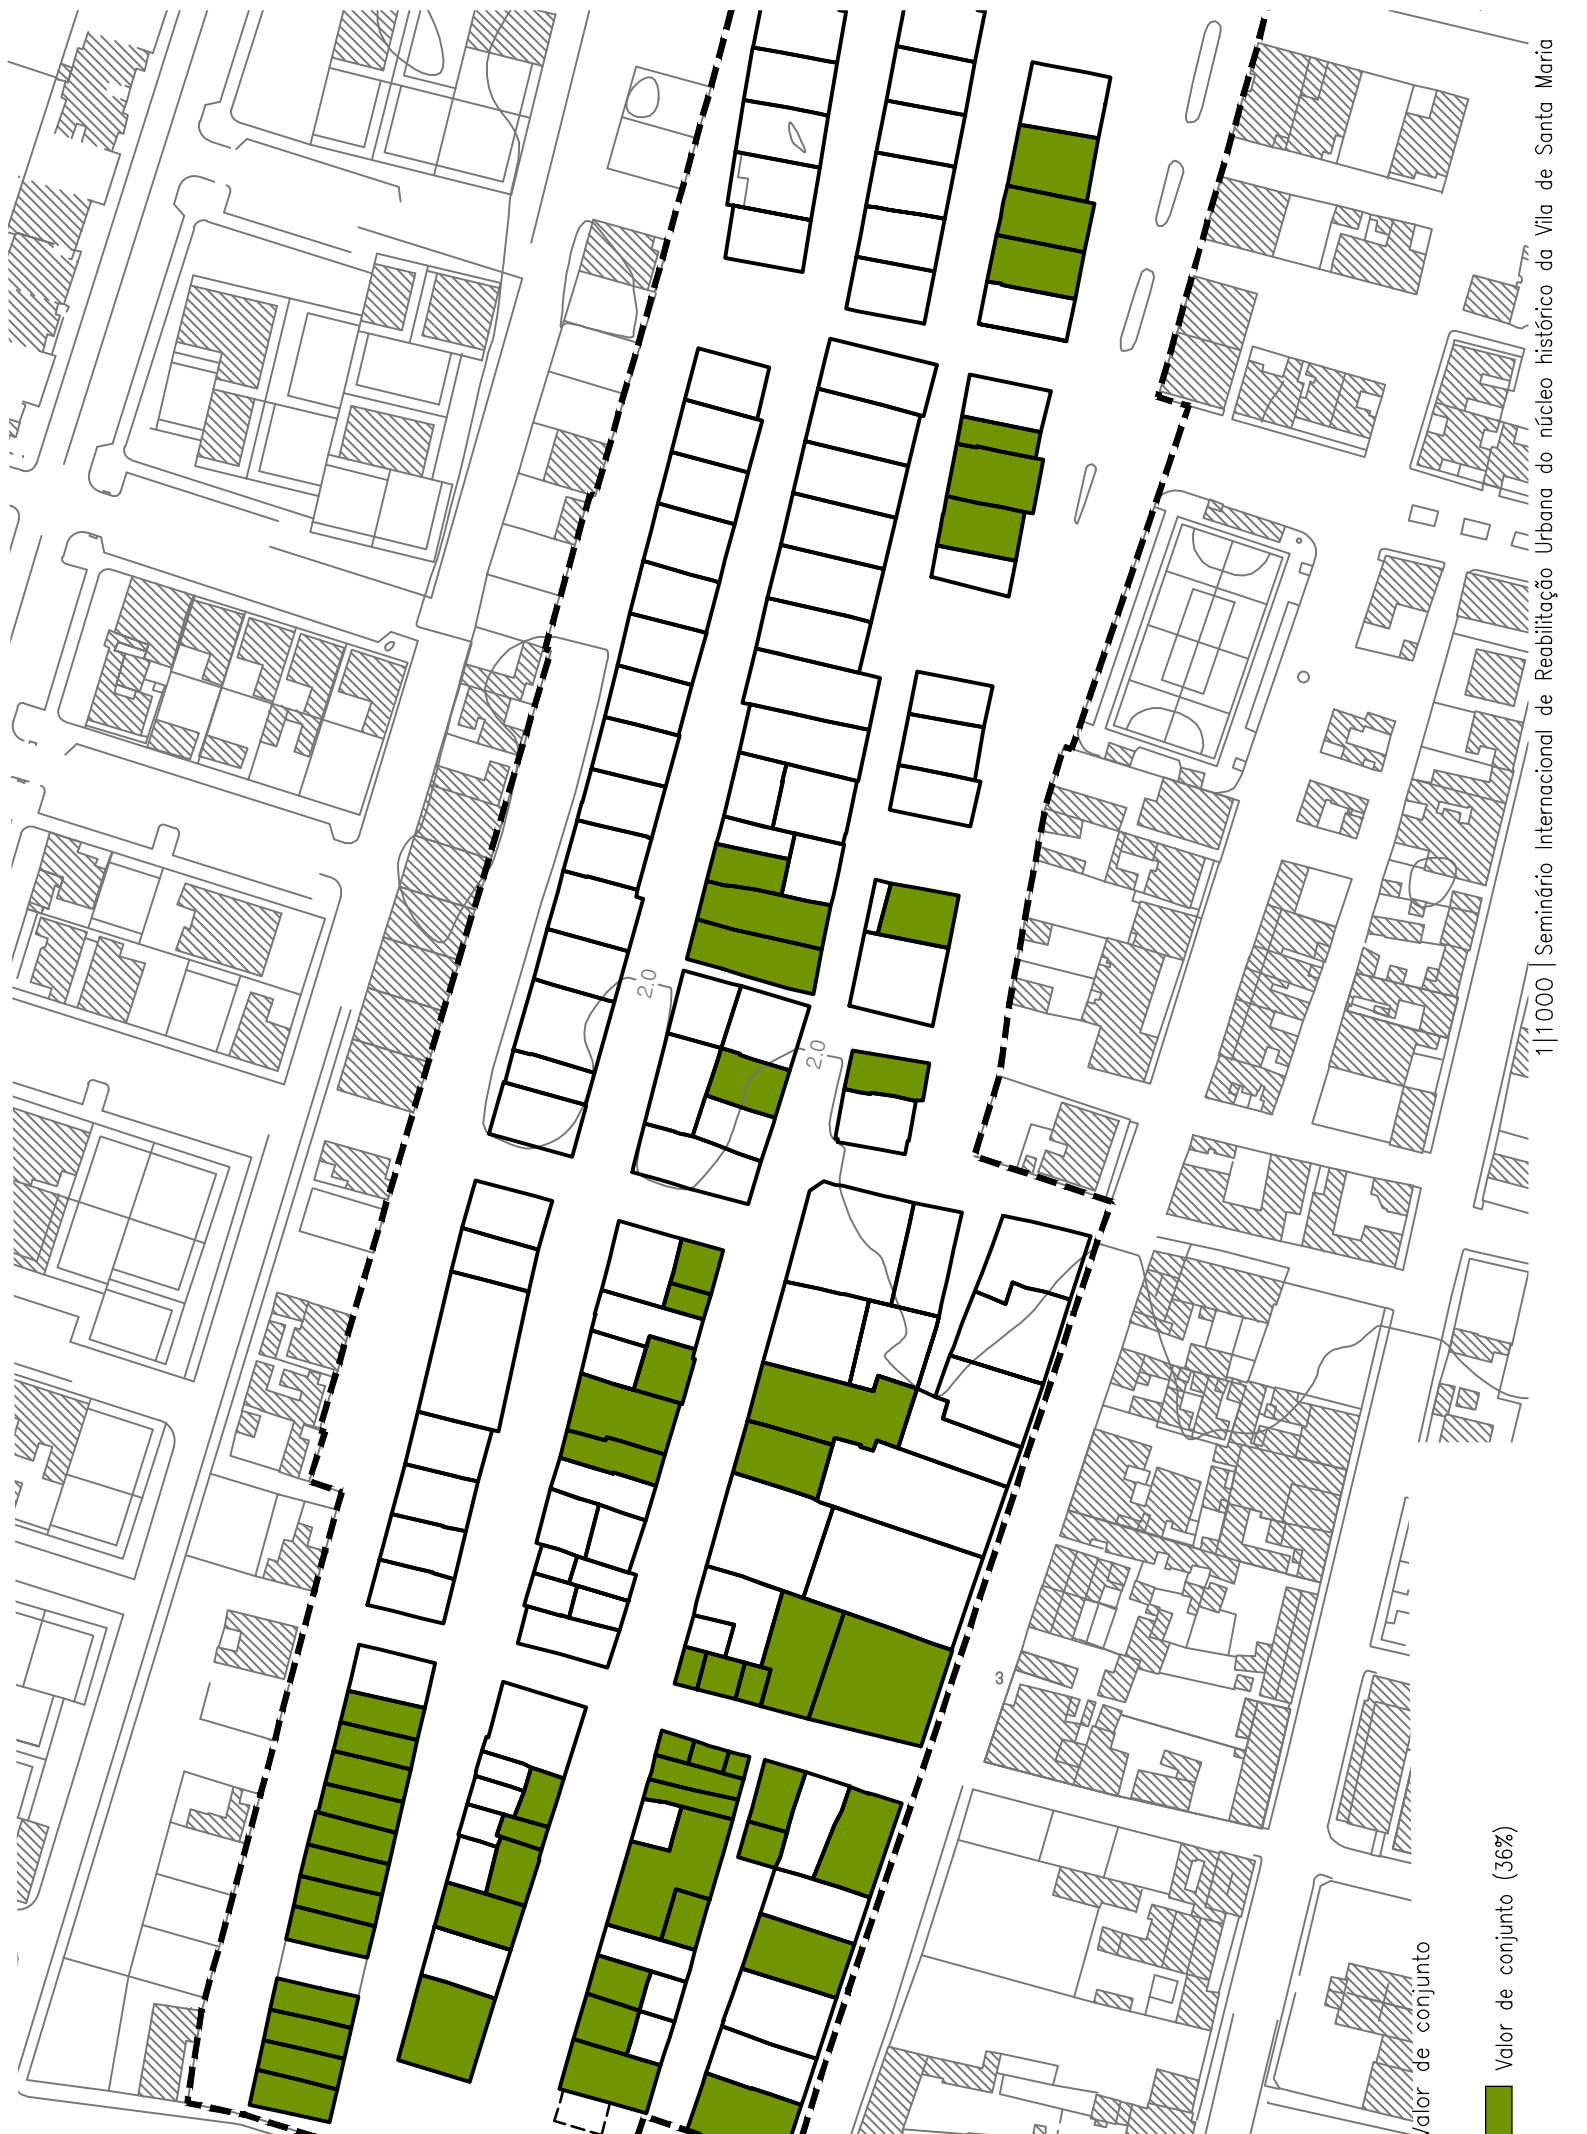 1|1000 | Seminário Internacional de Reabilitação Urbana do núcleo histórico da Vila de Santa Maria
2.0
2.0
3
de conjunto
Valor de conjunto (36%)